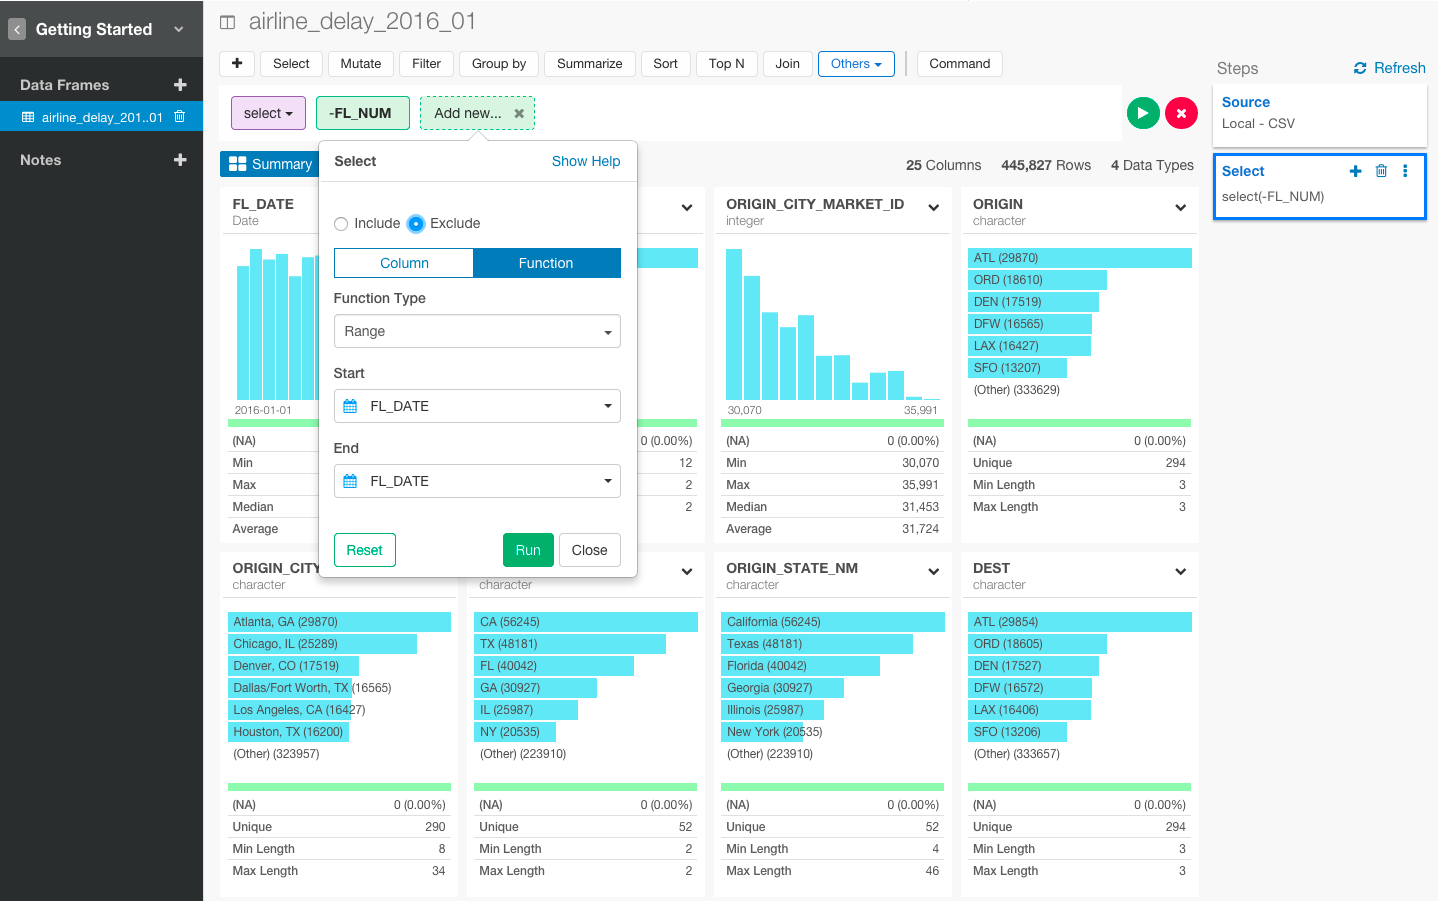 Getting Started
Data Frames
airline_delay_201..01
Notes
airline_delay_2016_01
Select Mutate Filter Group by Summarize Sort Top N Join Others Command
select -FL_NUM Add new...
Summary
25 Columns 445,827 Rows 4 Data Types
Select Show Help
Include Exclude
Column Function
Function Type
Range
Start
FL_DATE
End
FL_DATE
Reset Run Close
FL_DATE
Date
2016-01-01
(NA)
Min
Max
Median
Average
0 (0.00%)
12
2
2
ORIGIN_CITY_MARKET_ID
integer
30,070 35,991
(NA) 0 (0.00%)
Min 30,070
Max 35,991
Median 31,453
Average 31,724
ORIGIN
character
ATL (29870)
ORD (18610)
DEN (17519)
DFW (16565)
LAX (16427)
SFO (13207)
(Other) (333629)
(NA) 0 (0.00%)
Unique 294
Min Length 3
Max Length 3
ORIGIN_CITY
character
Atlanta, GA (29870)
Chicago, IL (25289)
Denver, CO (17519)
Dallas/Fort Worth, TX (16565)
Los Angeles, CA (16427)
Houston, TX (16200)
(Other) (323957)
(NA) 0 (0.00%)
Unique 290
Min Length 8
Max Length 34
character
CA (56245)
TX (48181)
FL (40042)
GA (30927)
IL (25987)
NY (20535)
(Other) (223910)
(NA) 0 (0.00%)
Unique 52
Min Length 2
Max Length 2
ORIGIN_STATE_NM
character
California (56245)
Texas (48181)
Florida (40042)
Georgia (30927)
Illinois (25987)
New York (20535)
(Other) (223910)
(NA) 0 (0.00%)
Unique 52
Min Length 4
Max Length 46
DEST
character
ATL (29854)
ORD (18605)
DEN (17527)
DFW (16572)
LAX (16406)
SFO (13206)
(Other) (333657)
(NA) 0 (0.00%)
Unique 294
Min Length 3
Max Length 3
Steps Refresh
Source
Local - CSV
Select
select(-FL_NUM)